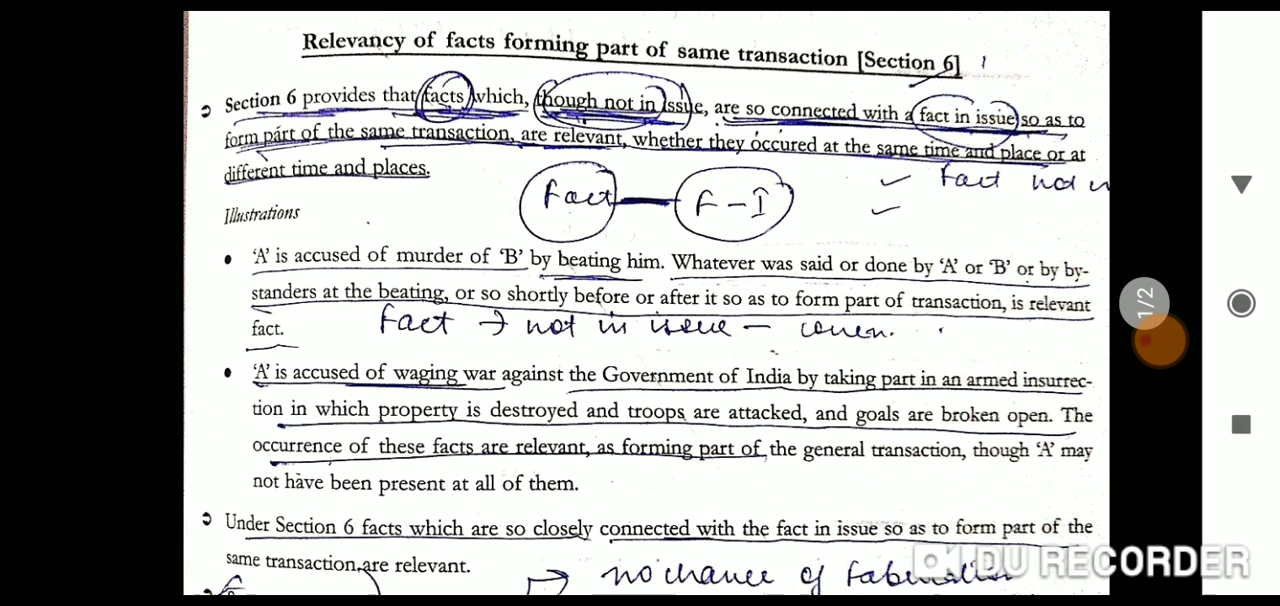 Relevancy of facts forming part of same transaction [Section 6] 1
Section 6 provides that facts which, though not in Issue, are so connected with a fact in issue so as to
form part of the same transaction, are relevant, whether they occured at the same time and place or at
different time and places.
fact not
Fact — F-I
Illustrations
'A' is accused of murder of 'B' by beating him. Whatever was said or done by 'A' or 'B' or by by-
standers at the beating, or so shortly before or after it so as to form part of transaction, is relevant
fact.
Fact → not in issue –
'A' is accused of waging war against the Government of India by taking part in an armed insurrec-
tion in which property is destroyed and troops are attacked, and goals are broken open. The
occurrence of these facts are relevant, as forming part of the general transaction, though 'A' may
not have been present at all of them.
Under Section 6 facts which are so closely connected with the fact in issue so as to form part of the
same transaction, are relevant.
→ no chance of
DU RECORDER
1/2